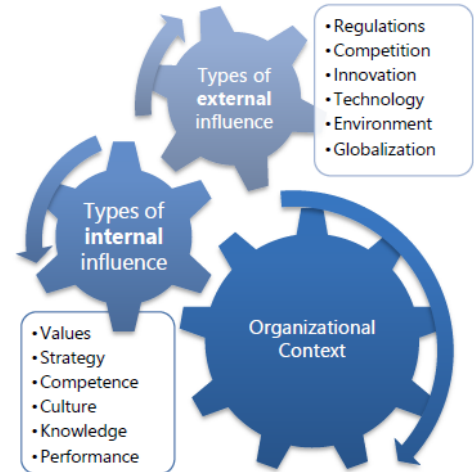 Types of
external
influence
• Regulations
• Competition
• Innovation
• Technology
• Environment
• Globalization
Types of
internal
influence
Organizational
Context
• Values
• Strategy
• Competence
• Culture
• Knowledge
• Performance